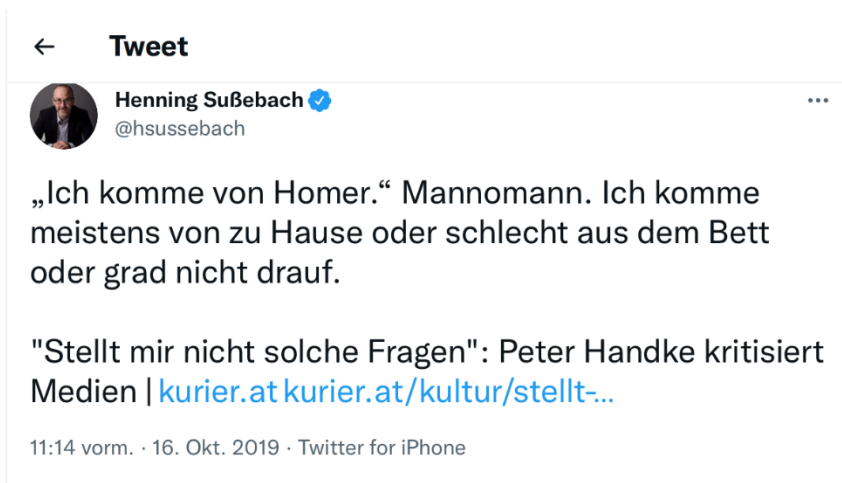 Tweet
Henning Sußebach
@hsussebach
„Ich komme von Homer.“ Mannomann. Ich komme
meistens von zu Hause oder schlecht aus dem Bett
oder grad nicht drauf.
"Stellt mir nicht solche Fragen": Peter Handke kritisiert
Medien | kurier.at kurier.at/kultur/stellt-...
11:14 vorm. · 16. Okt. 2019 · Twitter for iPhone